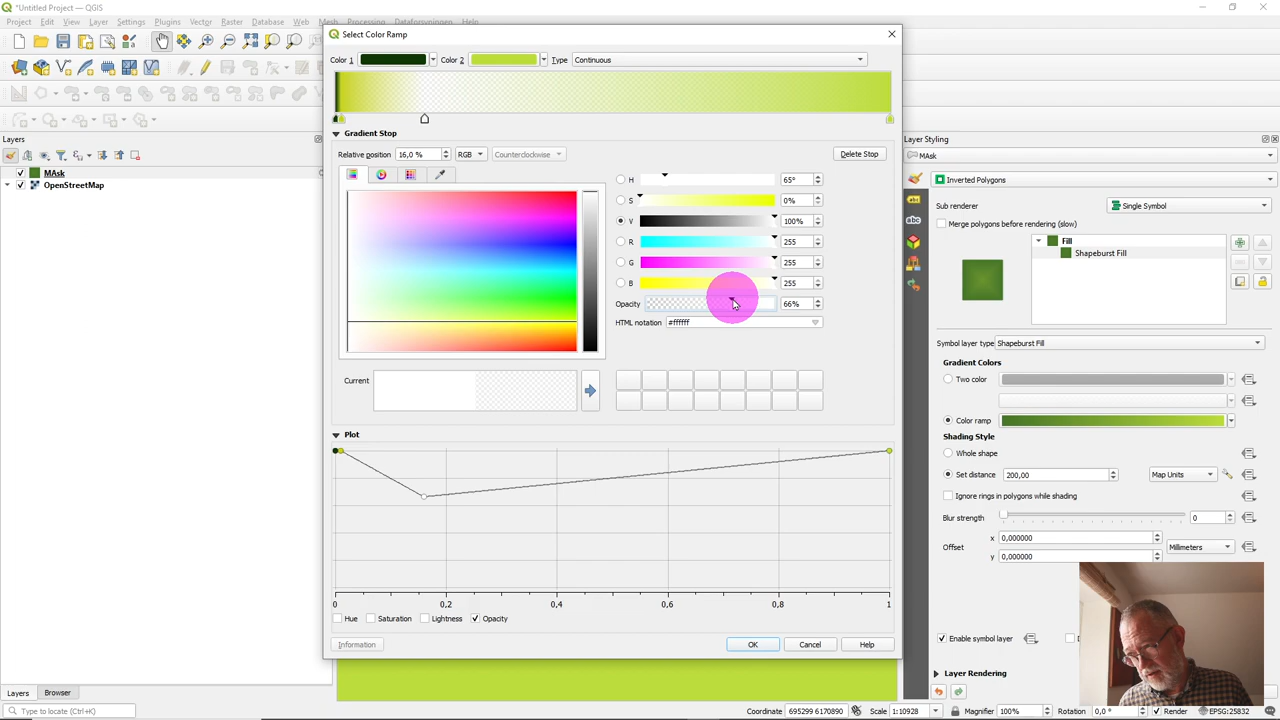 *Untitled Project — QGIS
Project Edit View Layer Settings Plugins Vector Raster Database Web Mesh Processing Dataforsyningen Help
Select Color Ramp
Color 1 Color 2 Type Continuous
Gradient Stop
Relative position 16,0 % RGB Counterclockwise Delete Stop
H 65°
S 0%
V 100%
R 255
G 255
B 255
Opacity 66%
HTML notation #ffffff
Current
Plot
0 0,2 0,4 0,6 0,8 1
Hue Saturation Lightness Opacity
Information OK Cancel Help
Layers
MAsk
OpenStreetMap
Layer Styling
MAsk
Inverted Polygons
Sub renderer Single Symbol
Merge polygons before rendering (slow)
Fill
Shapeburst Fill
Symbol layer type Shapeburst Fill
Gradient Colors
Two color
Color ramp
Shading Style
Whole shape
Set distance 200,00 Map Units
Ignore rings in polygons while shading
Blur strength 0
x 0,000000
Offset Millimeters
y 0,000000
Enable symbol layer
Layer Rendering
Layers Browser
Type to locate (Ctrl+K) Coordinate 695299 6170890 Scale 1:10928 Magnifier 100% Rotation 0,0 ° Render EPSG:25832